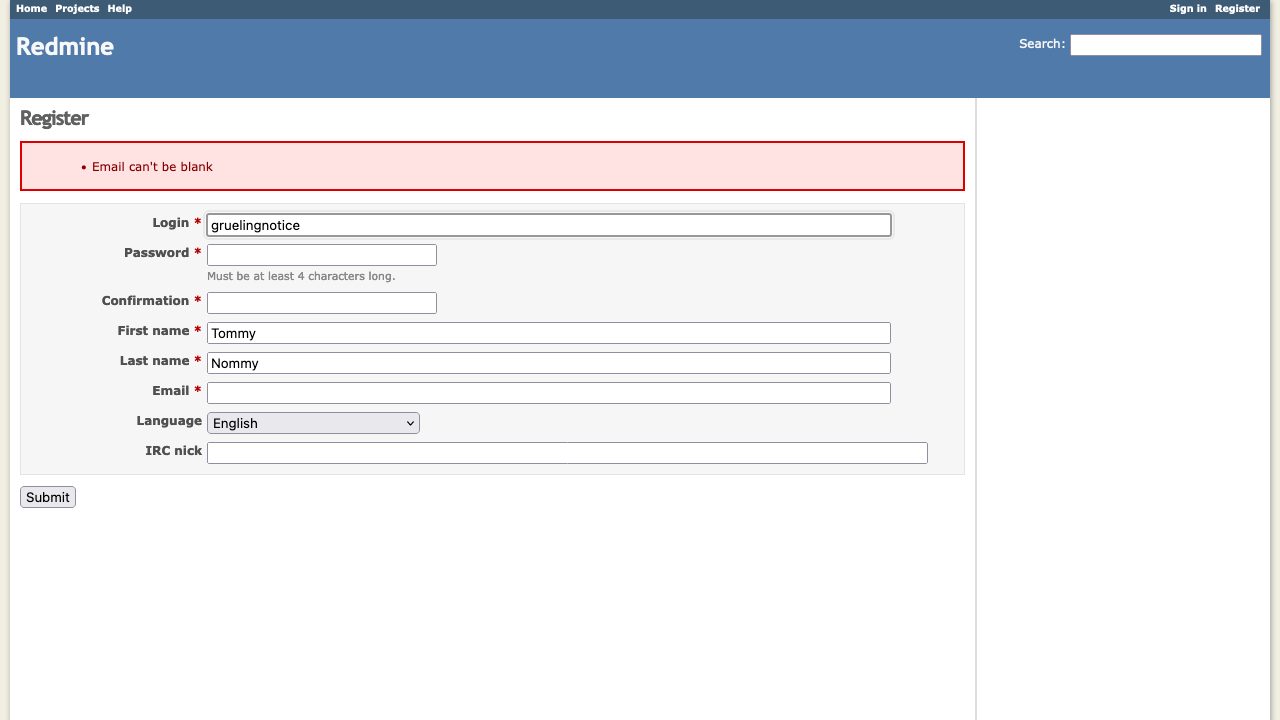 Home Projects Help Sign in Register
Redmine
Search:
Register
• Email can't be blank
Login * gruelingnotice
Password *
Must be at least 4 characters long.
Confirmation *
First name * Tommy
Last name * Nommy
Email *
Language English
IRC nick
Submit